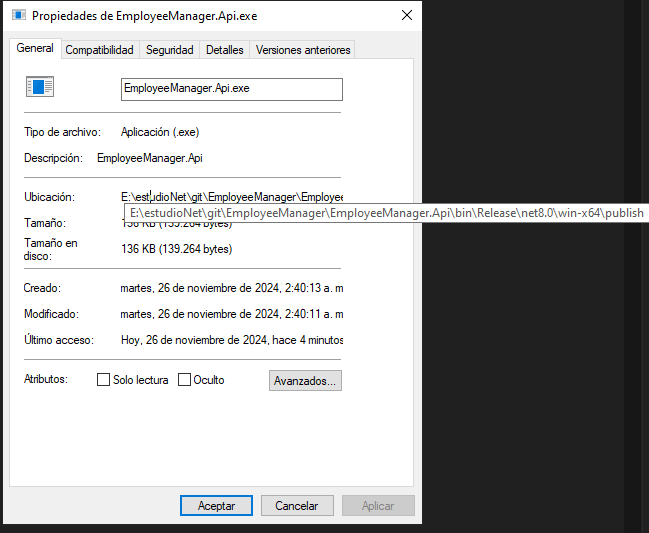 Propiedades de EmployeeManager.Api.exe
General Compatibilidad Seguridad Detalles Versiones anteriores
EmployeeManager.Api.exe
Tipo de archivo: Aplicación (.exe)
Descripción: EmployeeManager.Api
Ubicación: E:\estudioNet\git\EmployeeManager\Employee
E:\estudioNet\git\EmployeeManager\EmployeeManager.Api\bin\Release\net8.0\win-x64\publish
Tamaño: 136 KB (139.264 bytes)
Tamaño en
disco: 136 KB (139.264 bytes)
Creado: martes, 26 de noviembre de 2024, 2:40:13 a. m
Modificado: martes, 26 de noviembre de 2024, 2:40:11 a. m
Último acceso: Hoy, 26 de noviembre de 2024, hace 4 minutos
Atributos: Solo lectura Oculto Avanzados...
Aceptar Cancelar Aplicar